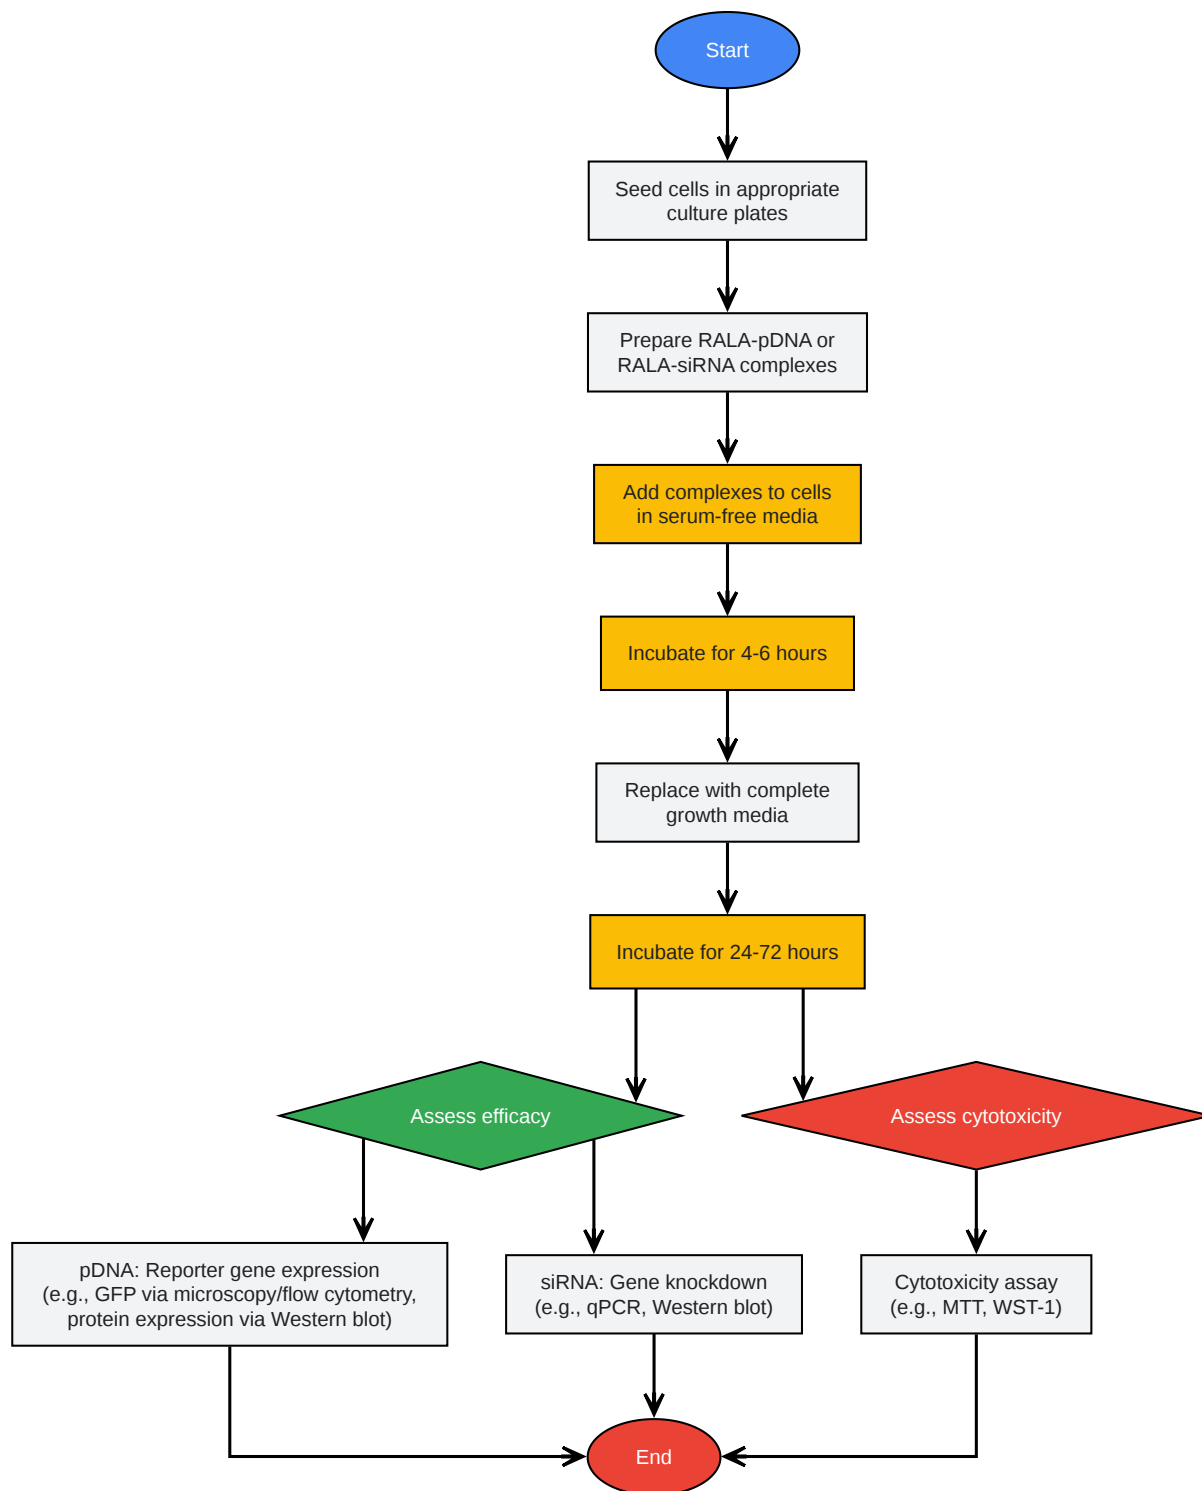 Start
Seed cells in appropriate
culture plates
Prepare RALA-pDNA or
RALA-siRNA complexes
Add complexes to cells
in serum-free media
Incubate for 4-6 hours
Replace with complete
growth media
Incubate for 24-72 hours
Assess efficacy
Assess cytotoxicity
pDNA: Reporter gene expression
(e.g., GFP via microscopy/flow cytometry,
protein expression via Western blot)
siRNA: Gene knockdown
(e.g., qPCR, Western blot)
Cytotoxicity assay
(e.g., MTT, WST-1)
End